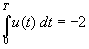 ∫₀ᵀ u(t) dt = −2